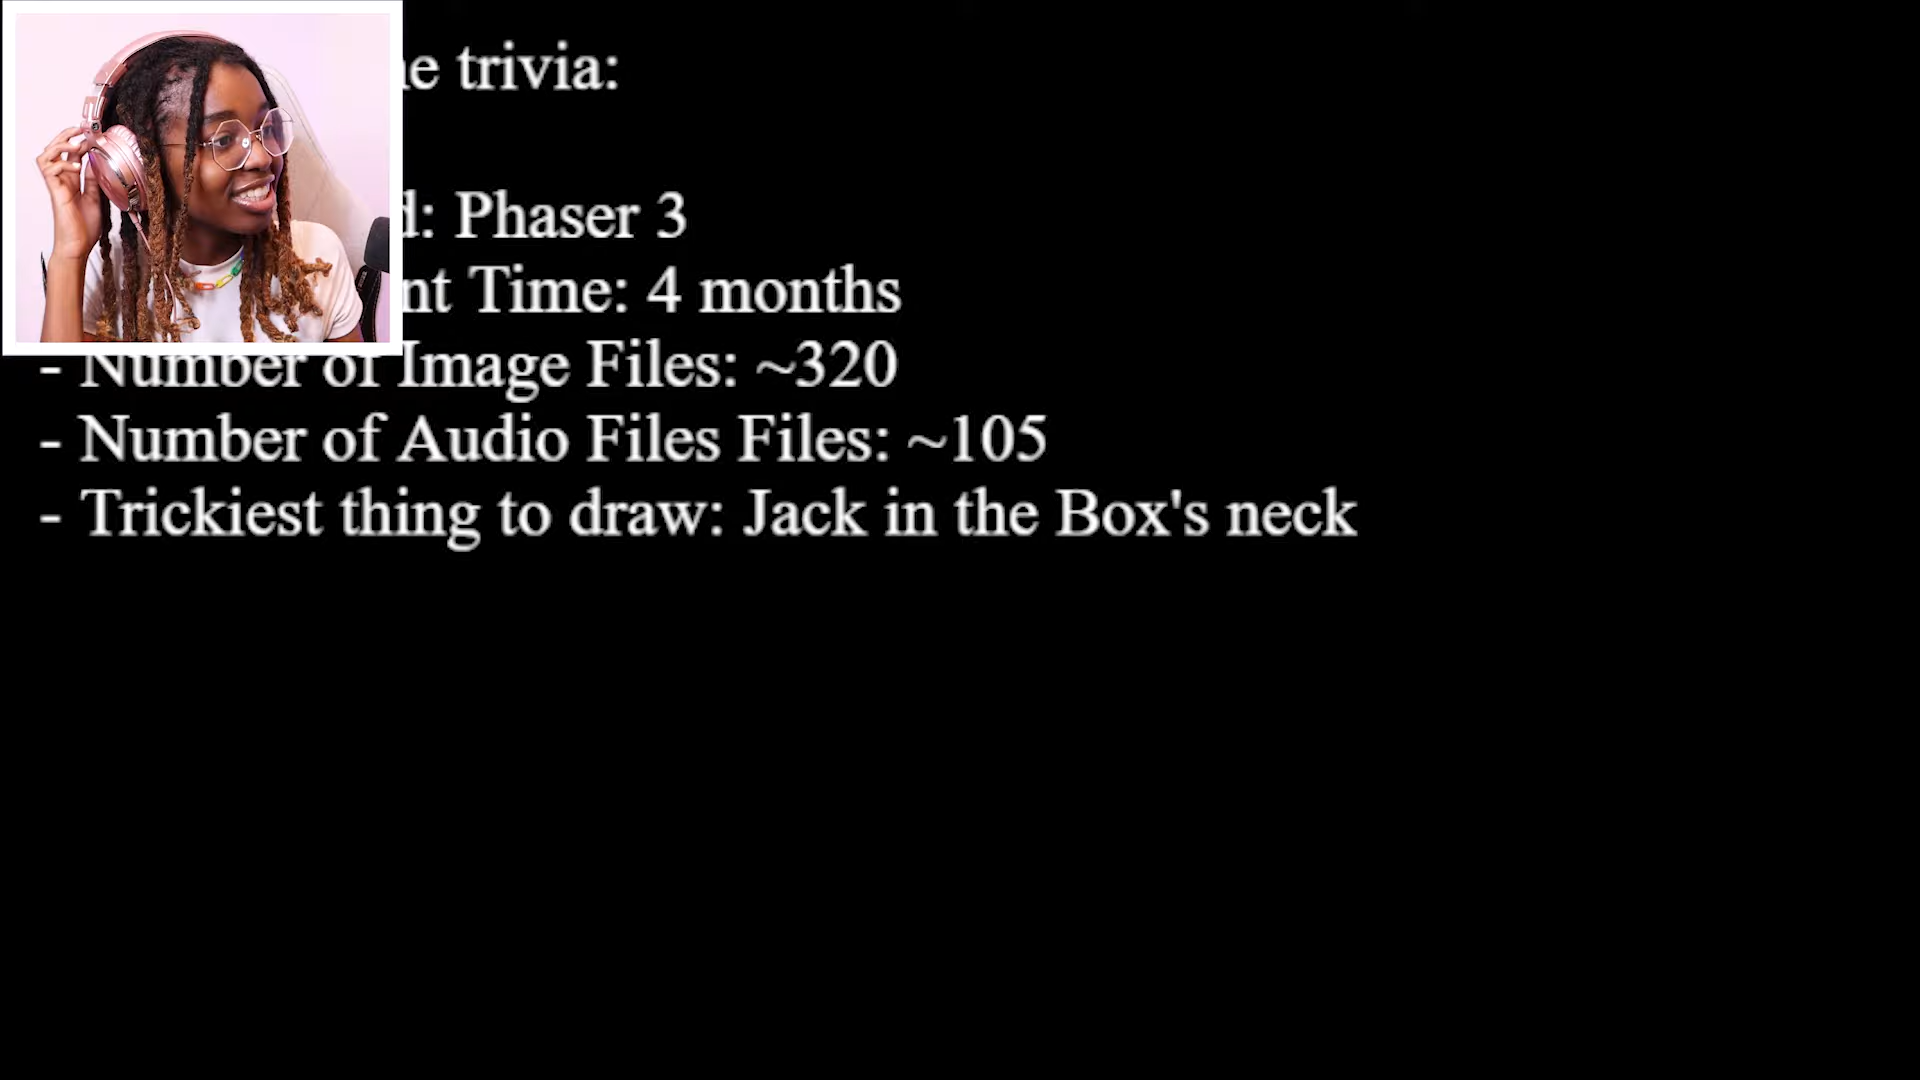 trivia:
Phaser 3
Time: 4 months
- Number of Image Files: ~320
- Number of Audio Files Files: ~105
- Trickiest thing to draw: Jack in the Box's neck